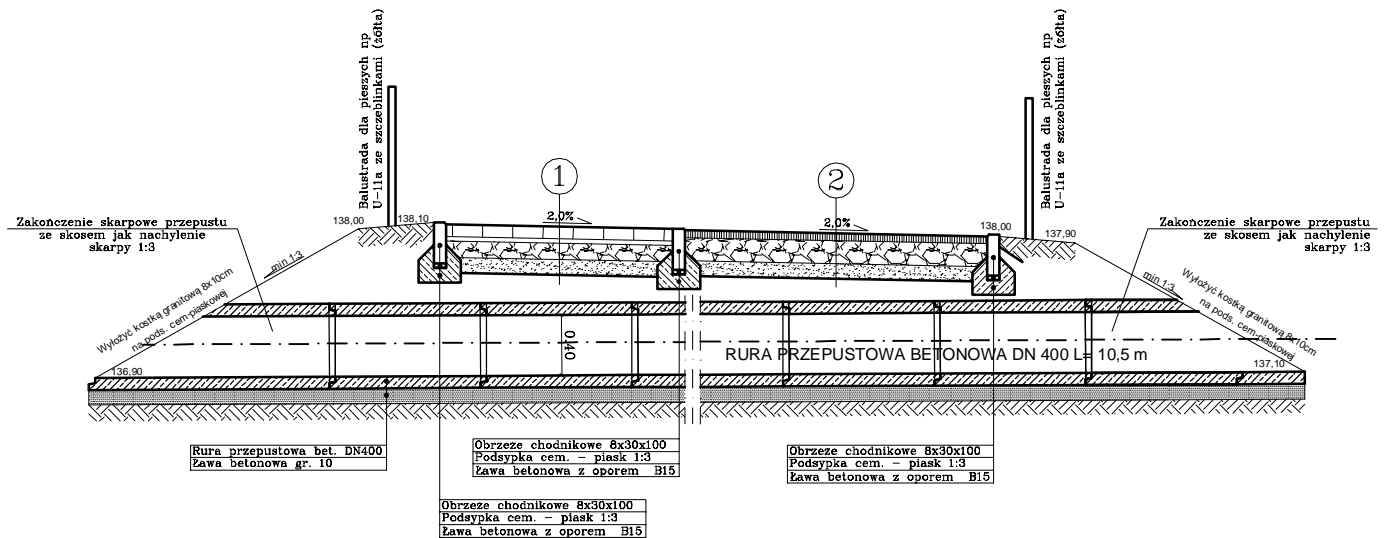 Balustrada dla pieszych np
U-11a ze szczeblinkami (żółta)
Balustrada dla pieszych np
U-11a ze szczeblinkami (żółta)
1
2
Zakończenie skarpowe przepustu
ze skosem jak nachylenie
skarpy 1:3
138,00
138,10
2,0%
2,0%
138,00
137,90
Zakończenie skarpowe przepustu
ze skosem jak nachylenie
skarpy 1:3
min 1:3
Wyłożyć kostką granitową 8x10cm
na pods. cem-piaskowej
min 1:3
Wyłożyć kostką granitową 8x10cm
na pods. cem-piaskowej
0,40
RURA PRZEPUSTOWA BETONOWA DN 400 L= 10,5 m
136,90
137,10
Rura przepustowa bet. DN400
Ława betonowa gr. 10
Obrzeże chodnikowe 8x30x100
Podsypka cem. - piask 1:3
Ława betonowa z oporem B15
Obrzeże chodnikowe 8x30x100
Podsypka cem. - piask 1:3
Ława betonowa z oporem B15
Obrzeże chodnikowe 8x30x100
Podsypka cem. - piask 1:3
Ława betonowa z oporem B15